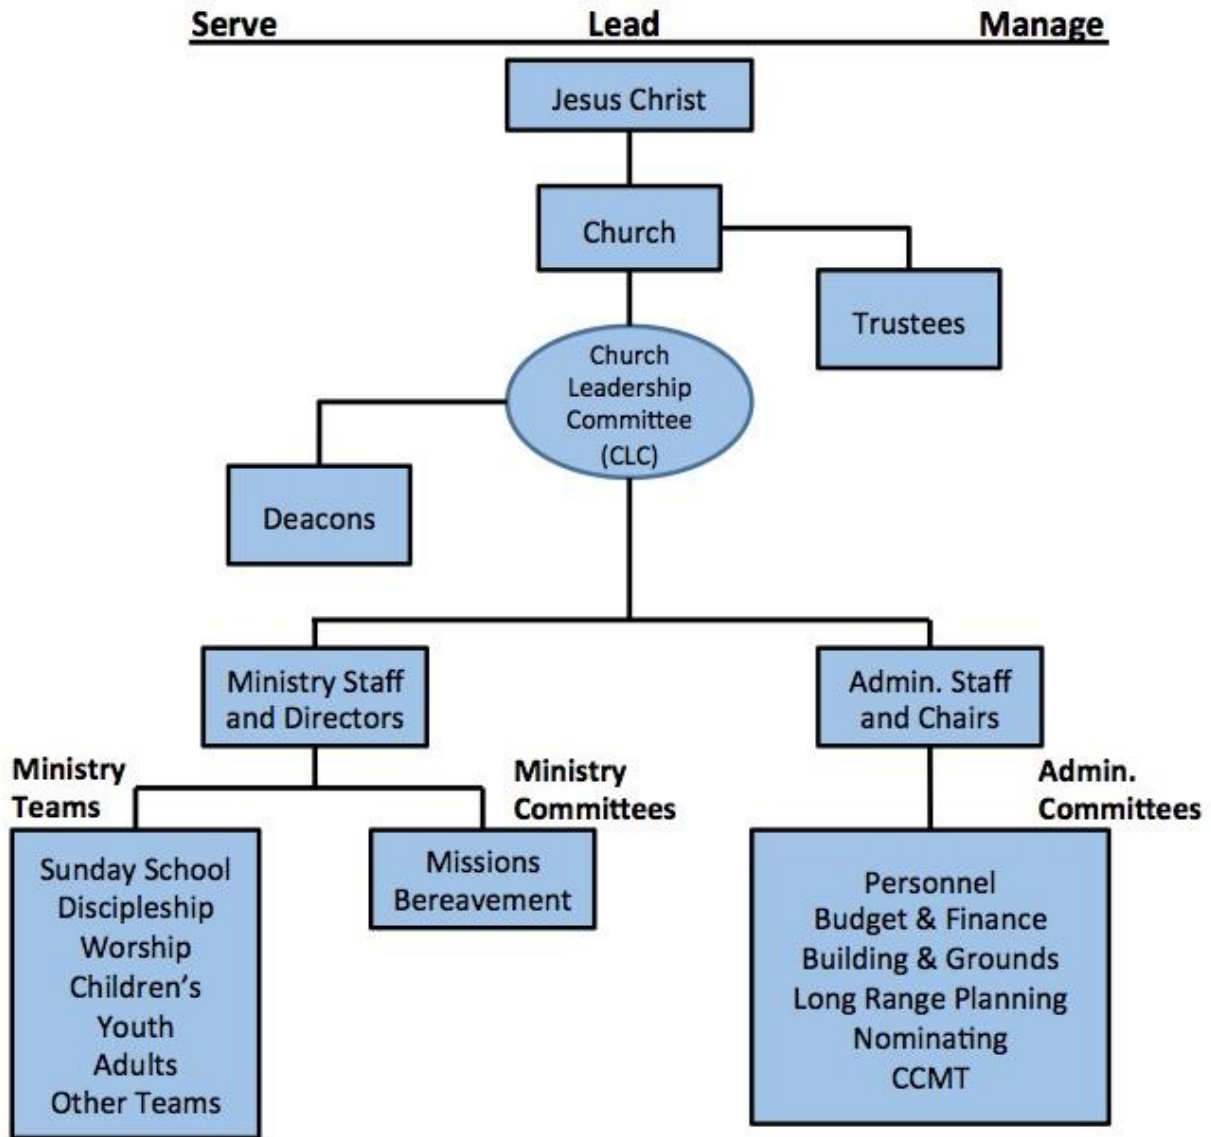 Serve Lead Manage
Jesus Christ
Church
Trustees
Church
Leadership
Committee
(CLC)
Deacons
Ministry Staff
and Directors
Admin. Staff
and Chairs
Ministry
Teams
Ministry
Committees
Admin.
Committees
Sunday School
Discipleship
Worship
Children’s
Youth
Adults
Other Teams
Missions
Bereavement
Personnel
Budget & Finance
Building & Grounds
Long Range Planning
Nominating
CCMT